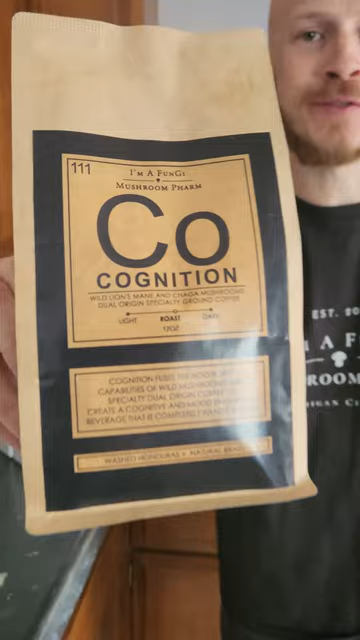 111
I'M A FUNGI
MUSHROOM PHARM
Co
COGNITION
WILD LION'S MANE AND CHAGA MUSHROOMS
DUAL ORIGIN SPECIALTY GROUND COFFEE
LIGHT ROAST DARK
12OZ
COGNITION FUSES THE
CAPABILITIES OF WILD MUSHROOMS
SPECIALTY DUAL ORIGIN
CREATE A COGNITIVE AND MOOD
BEVERAGE THAT IS COMPLETELY
WASHED HONDURAS & NATURAL
EST.
A F
ROOM